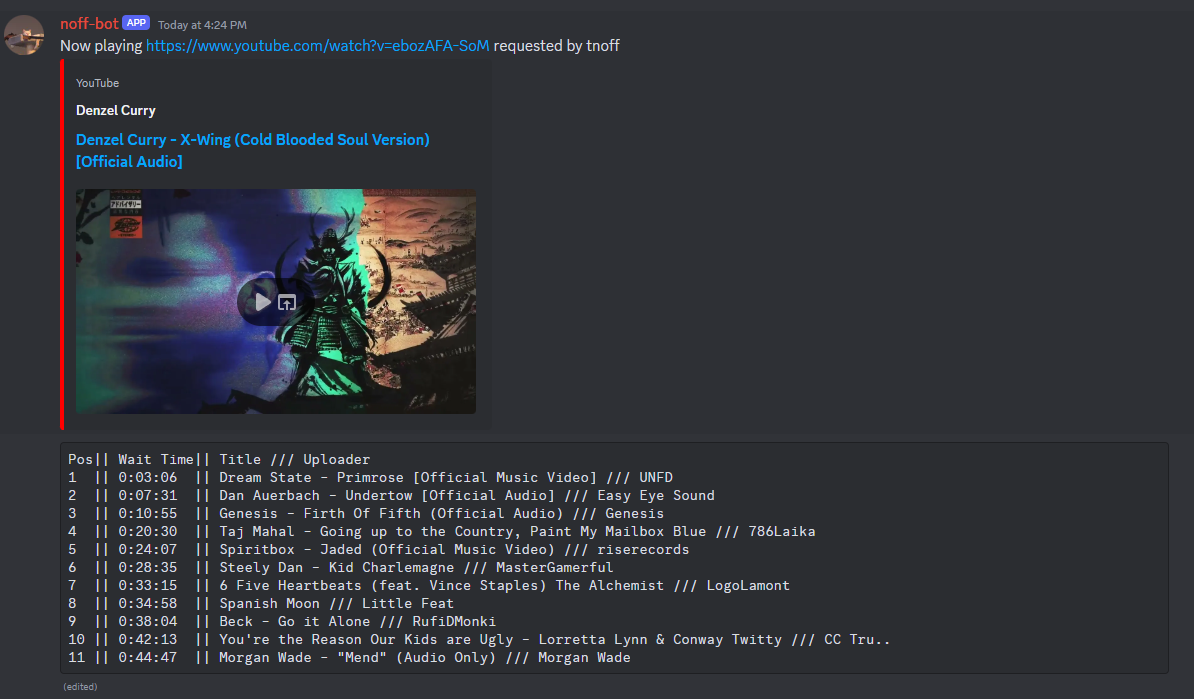 noff-bot APP Today at 4:24 PM
Now playing https://www.youtube.com/watch?v=ebozAFA-SoM requested by tnoff
YouTube
Denzel Curry
Denzel Curry - X-Wing (Cold Blooded Soul Version)
[Official Audio]
アドバイザリー
Pos|| Wait Time|| Title /// Uploader
1  || 0:03:06  || Dream State - Primrose [Official Music Video] /// UNFD
2  || 0:07:31  || Dan Auerbach - Undertow [Official Audio] /// Easy Eye Sound
3  || 0:10:55  || Genesis - Firth Of Fifth (Official Audio) /// Genesis
4  || 0:20:30  || Taj Mahal - Going up to the Country, Paint My Mailbox Blue /// 786Laika
5  || 0:24:07  || Spiritbox - Jaded (Official Music Video) /// riserecords
6  || 0:28:35  || Steely Dan - Kid Charlemagne /// MasterGamerful
7  || 0:33:15  || 6 Five Heartbeats (feat. Vince Staples) The Alchemist /// LogoLamont
8  || 0:34:58  || Spanish Moon /// Little Feat
9  || 0:38:04  || Beck - Go it Alone /// RufiDMonki
10 || 0:42:13  || You're the Reason Our Kids are Ugly - Lorretta Lynn & Conway Twitty /// CC Tru..
11 || 0:44:47  || Morgan Wade - "Mend" (Audio Only) /// Morgan Wade
(edited)